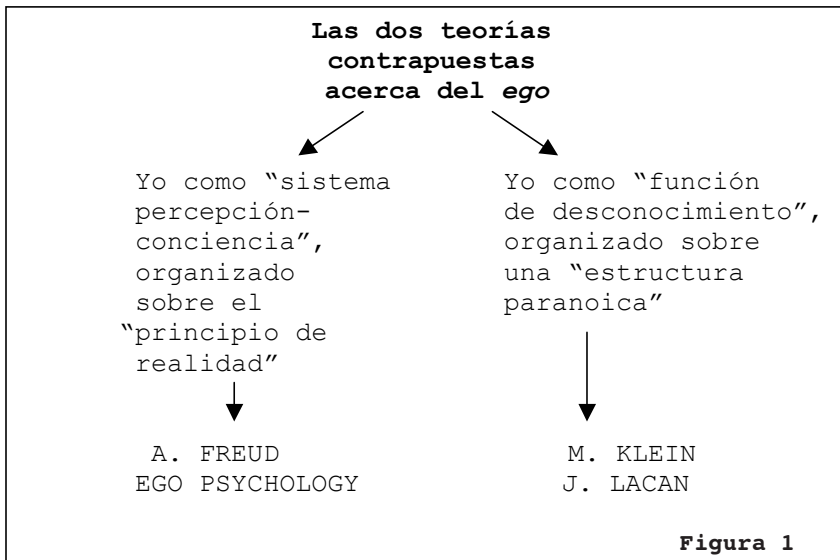 Las dos teorías
contrapuestas
acerca del ego
Yo como “sistema
percepción-
conciencia”,
organizado
sobre el
“principio de
realidad”
A. FREUD
EGO PSYCHOLOGY
Yo como “función
de desconocimiento”,
organizado sobre
una “estructura
paranoica”
M. KLEIN
J. LACAN
Figura 1